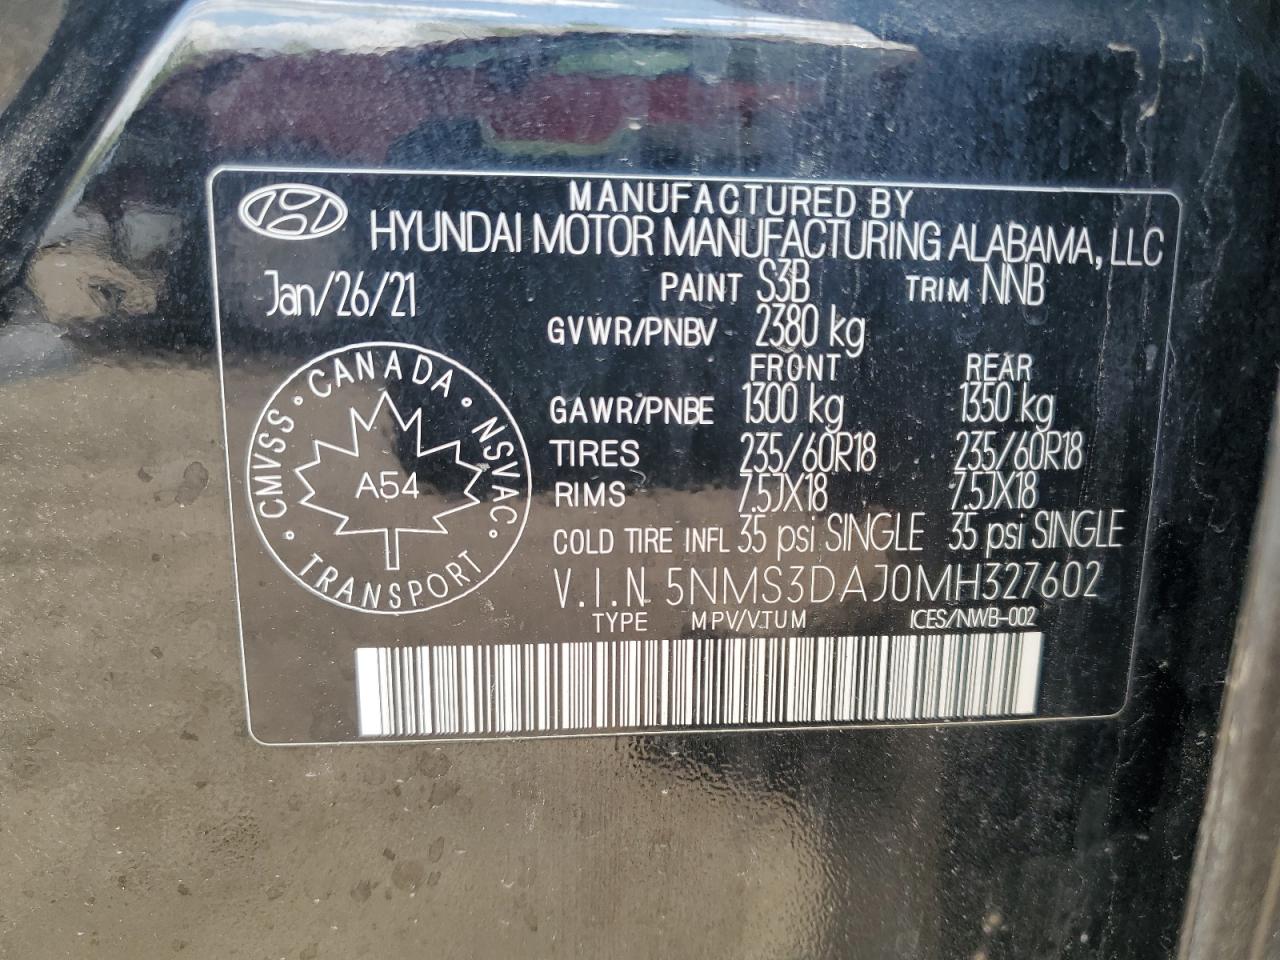 MANUFACTURED BY
HYUNDAI MOTOR MANUFACTURING ALABAMA, LLC
Jan/26/21
PAINT S3B TRIM NNB
GVWR/PNBV 2380 kg
FRONT REAR
GAWR/PNBE 1300 kg 1350 kg
TIRES 235/60R18 235/60R18
RIMS 7.5JX18 7.5JX18
COLD TIRE INFL 35 psi SINGLE 35 psi SINGLE
V.I.N 5NMS3DAJ0MH327602
TYPE MPV/V.TUM ICES/NWB-002
CMVSS • CANADA • NSVAC •
A54
TRANSPORT